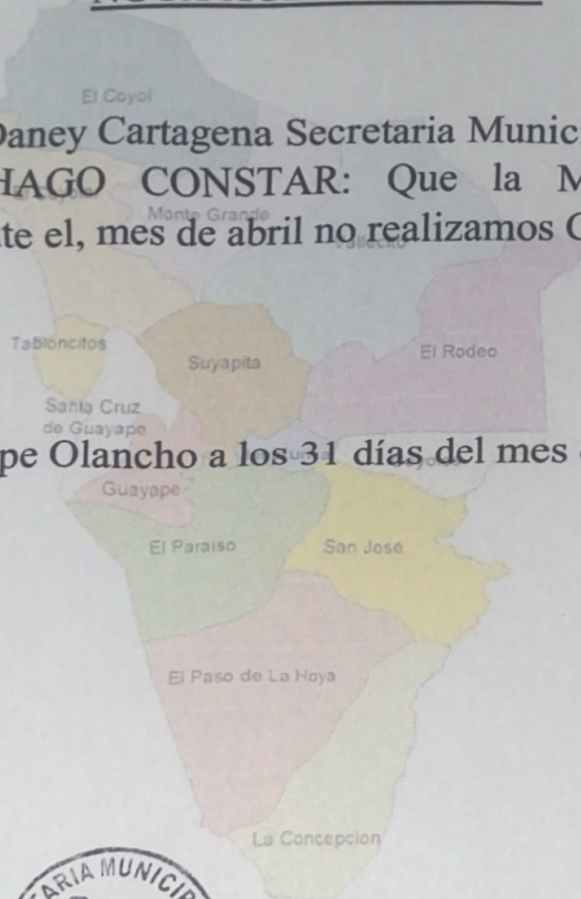 El Coyol
Daney Cartagena Secretaria Munic
HAGO CONSTAR: Que la M
Monte Grande
te el, mes de abril no realizamos
Tabloncitos
Suyapita
El Rodeo
Santa Cruz
de Guayape
pe Olancho a los 31 días del mes
Guayape
El Paraiso
San José
El Paso de La Hoya
La Concepcion
ARIA MUNICIP